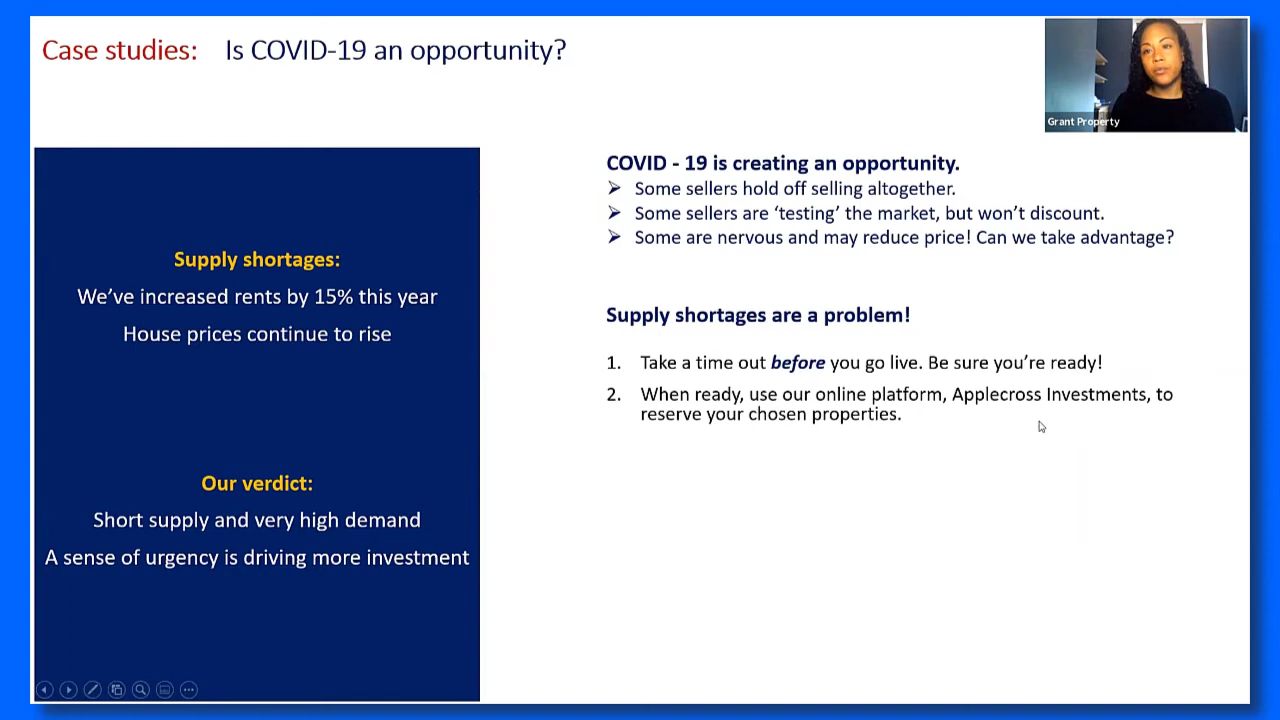 Case studies: Is COVID-19 an opportunity?
Grant Property
Supply shortages:
We’ve increased rents by 15% this year
House prices continue to rise
Our verdict:
Short supply and very high demand
A sense of urgency is driving more investment
COVID - 19 is creating an opportunity.
Some sellers hold off selling altogether.
Some sellers are ‘testing’ the market, but won’t discount.
Some are nervous and may reduce price! Can we take advantage?
Supply shortages are a problem!
1. Take a time out before you go live. Be sure you’re ready!
2. When ready, use our online platform, Applecross Investments, to
reserve your chosen properties.